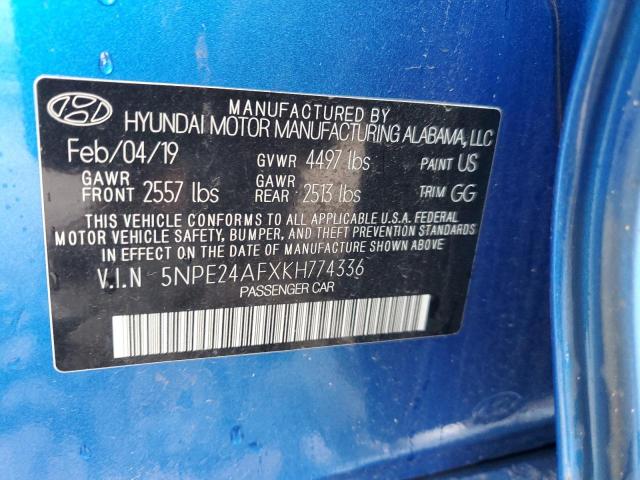 MANUFACTURED BY
HYUNDAI MOTOR MANUFACTURING ALABAMA, LLC
Feb/04/19 GVWR 4497 lbs PAINT US
GAWR FRONT 2557 lbs GAWR REAR 2513 lbs TRIM GG
THIS VEHICLE CONFORMS TO ALL APPLICABLE U.S.A. FEDERAL
MOTOR VEHICLE SAFETY, BUMPER, AND THEFT PREVENTION STANDARDS
IN EFFECT ON THE DATE OF MANUFACTURE SHOWN ABOVE.
V.I.N 5NPE24AFXKH774336
PASSENGER CAR